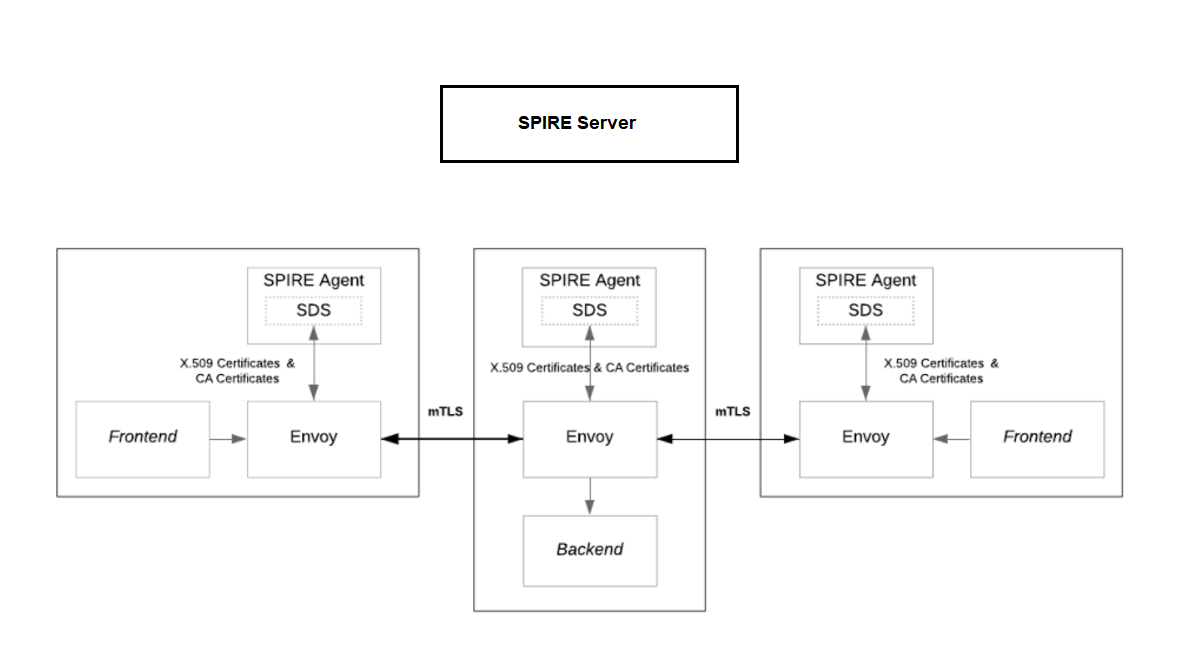 SPIRE Server
SPIRE Agent
SDS
X.509 Certificates &
CA Certificates
Frontend
Envoy
mTLS
SPIRE Agent
SDS
X.509 Certificates & CA Certificates
Envoy
Backend
mTLS
SPIRE Agent
SDS
X.509 Certificates &
CA Certificates
Envoy
Frontend